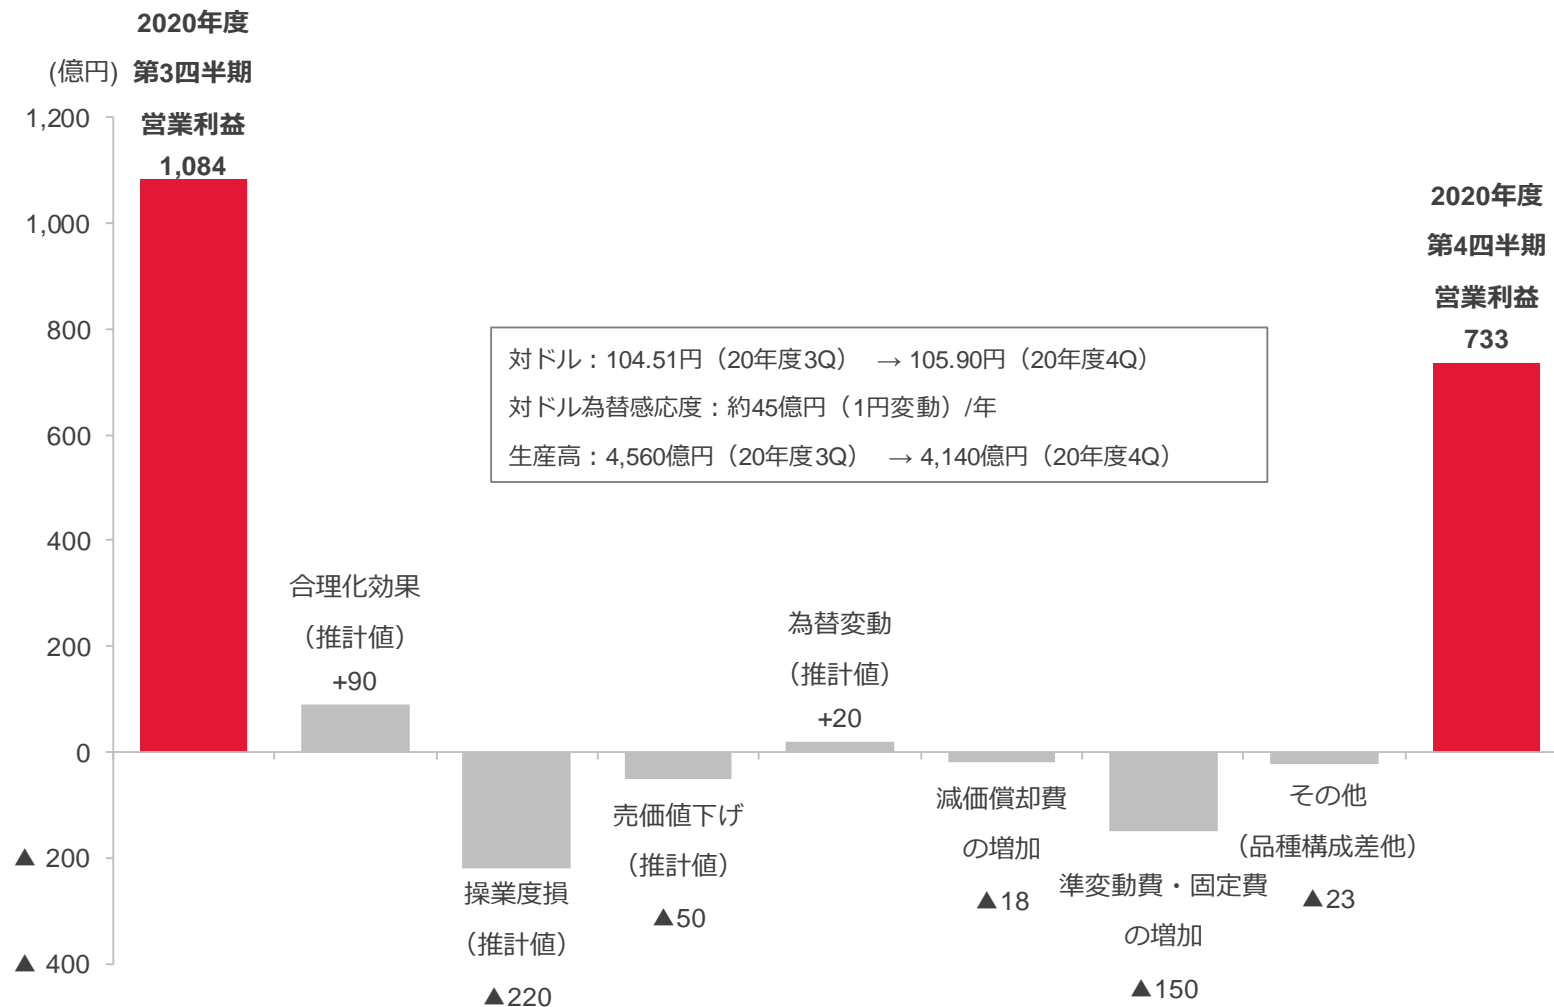 2020年度
(億円)
第3四半期
営業利益
1,084
1,200
1,000
800
600
400
200
0
▲ 200
▲ 400
合理化効果
（推計値）
+90
操業度損
（推計値）
▲220
売価値下げ
（推計値）
▲50
為替変動
（推計値）
+20
減価償却費
の増加
▲18
準変動費・固定費
の増加
▲150
その他
（品種構成差他）
▲23
2020年度
第4四半期
営業利益
733
対ドル：104.51円（20年度3Q） → 105.90円（20年度4Q）
対ドル為替感応度：約45億円（1円変動）/年
生産高：4,560億円（20年度3Q） → 4,140億円（20年度4Q）